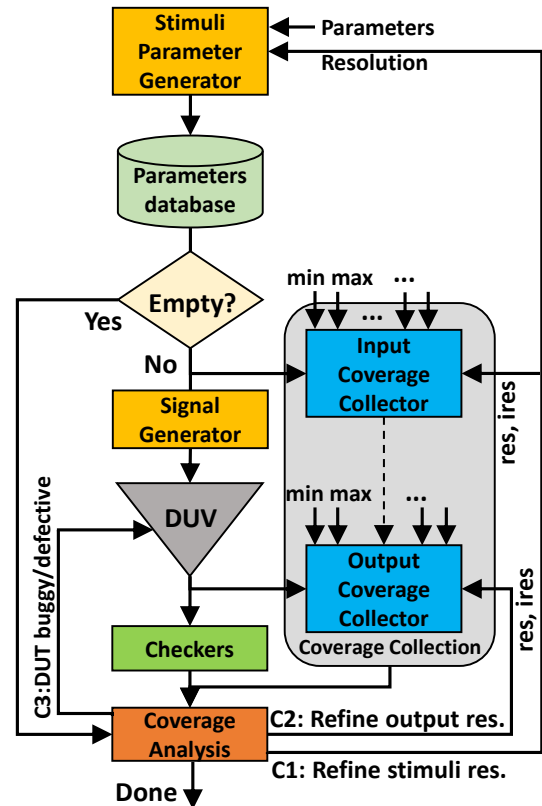 Stimuli
Parameter
Generator
Parameters
Resolution
Parameters
database
Empty?
Yes
No
min max ...
...
Input
Coverage
Collector
res, ires
Signal
Generator
DUV
min max ...
Output
Coverage
Collector
res, ires
Coverage Collection
C3:DUT buggy/defective
Checkers
Coverage
Analysis
C2: Refine output res.
C1: Refine stimuli res.
Done